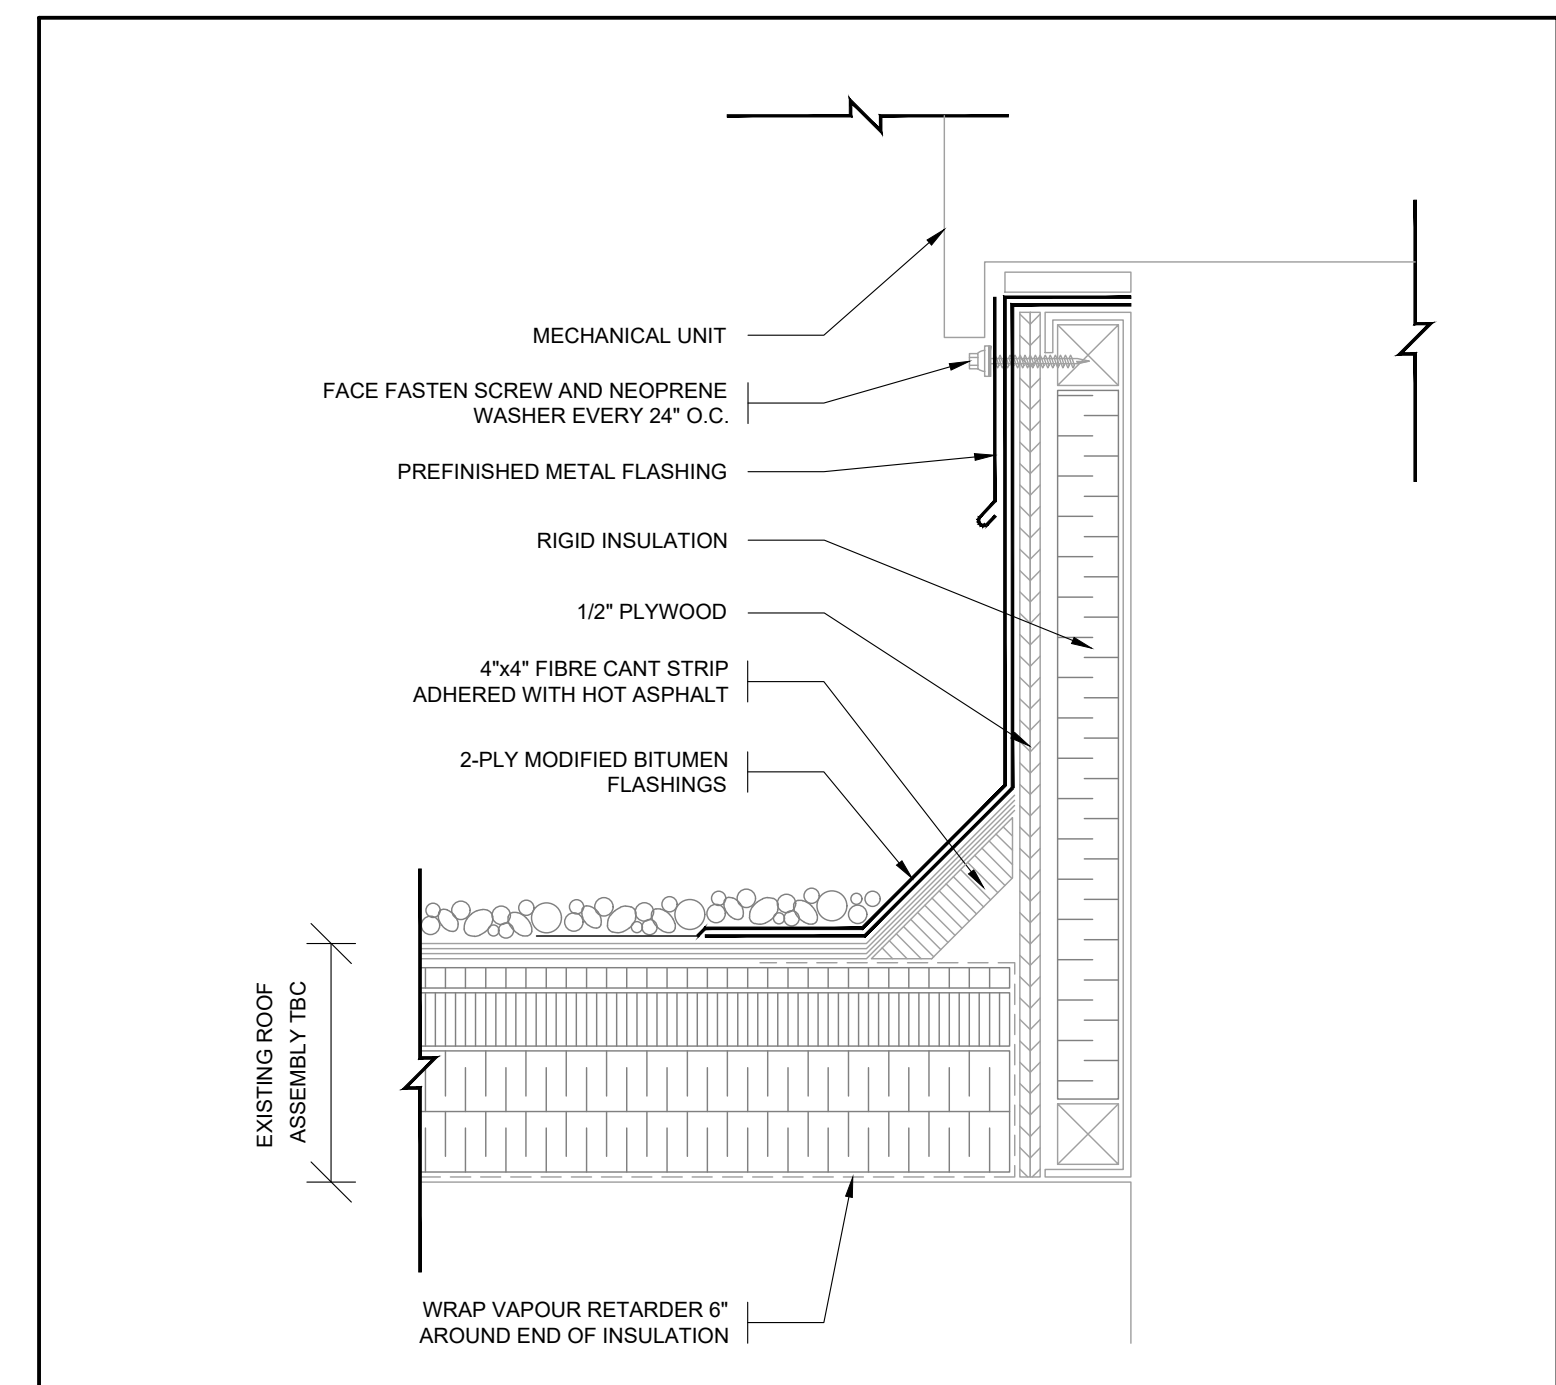 MECHANICAL UNIT
FACE FASTEN SCREW AND NEOPRENE
WASHER EVERY 24" O.C.
PREFINISHED METAL FLASHING
RIGID INSULATION
1/2" PLYWOOD
4"x4" FIBRE CANT STRIP
ADHERED WITH HOT ASPHALT
2-PLY MODIFIED BITUMEN
FLASHINGS
EXISTING ROOF
ASSEMBLY TBC
WRAP VAPOUR RETARDER 6"
AROUND END OF INSULATION